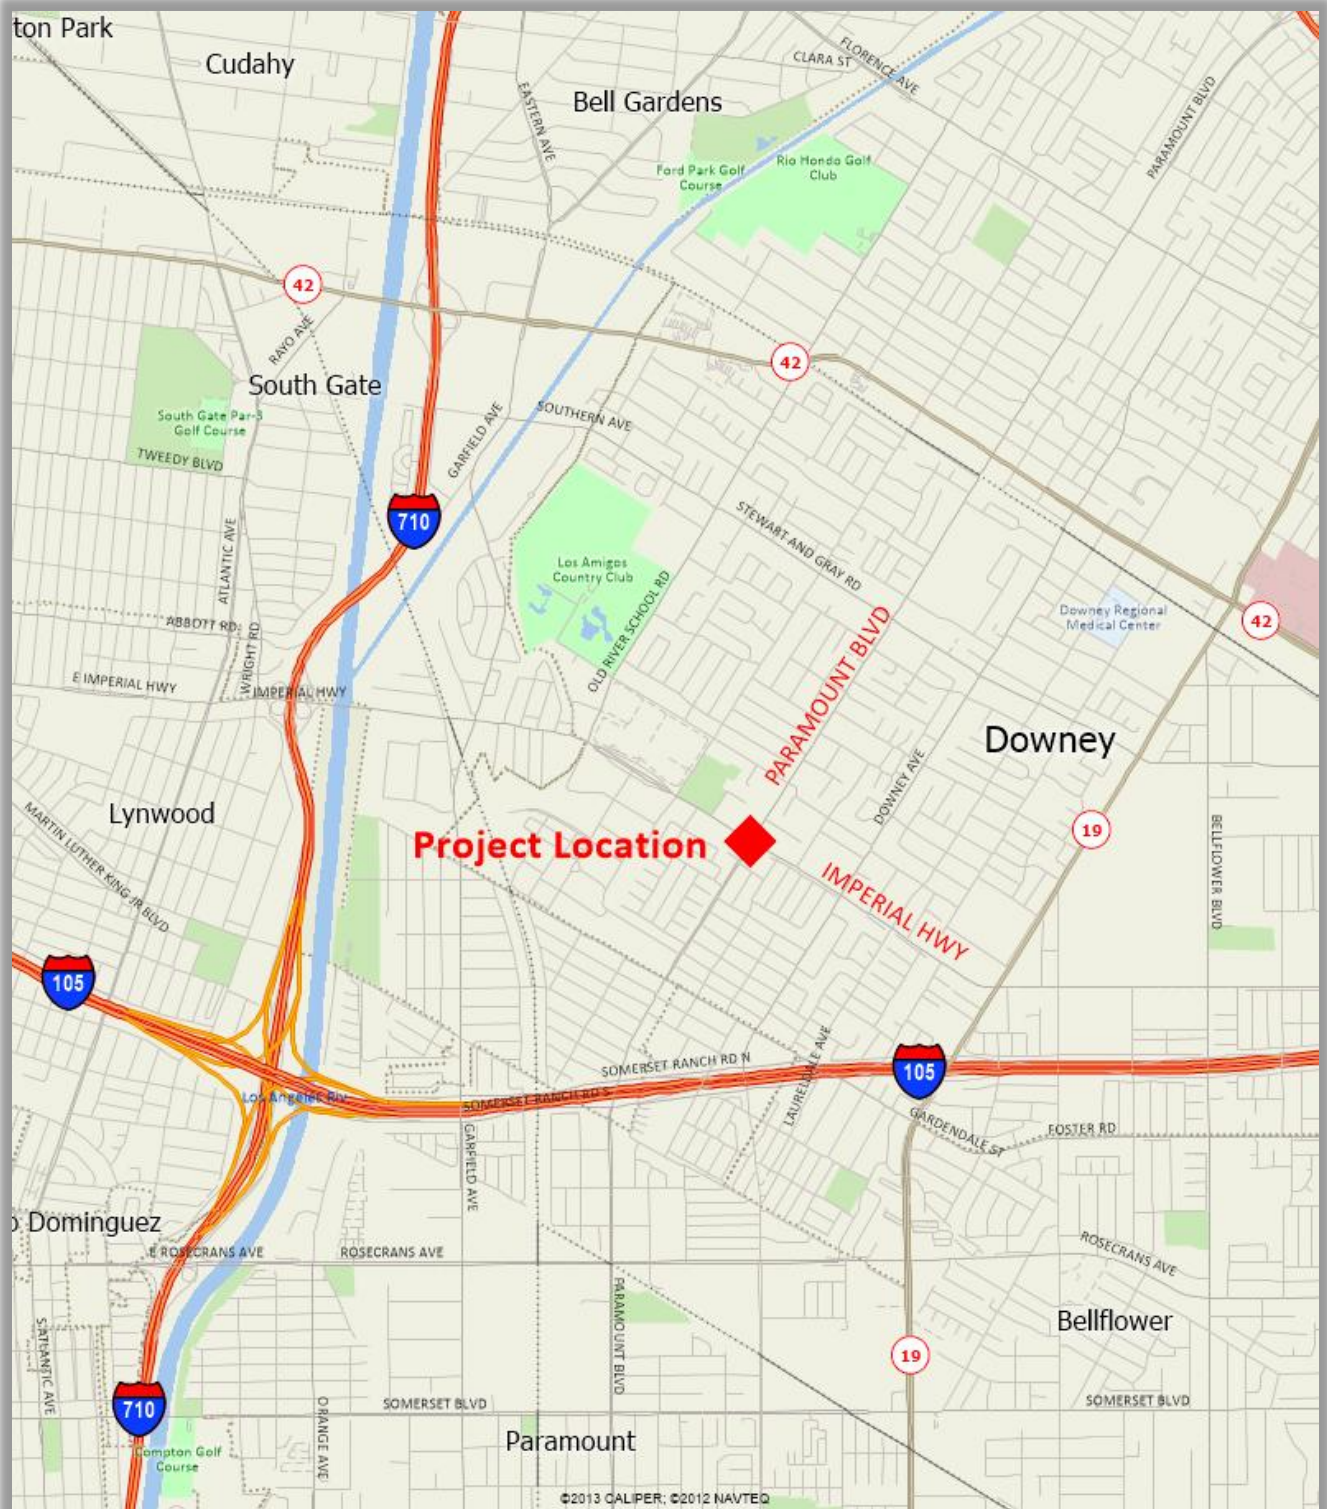 ton Park
Cudahy
CLARA ST
FLORENCE AVE
EASTERN AVE
Bell Gardens
PARAMOUNT BLVD
Ford Park Golf
Course
Rio Hondo Golf
Club
42
RAYO AVE
42
South Gate
South Gate Par-3
Golf Course
GARFIELD AVE
SOUTHERN AVE
TWEEDY BLVD
710
STEWART AND GRAY RD
ATLANTIC AVE
Los Amigos
Country Club
OLD RIVER SCHOOL RD
Downey Regional
Medical Center
42
ABBOTT RD
WRIGHT RD
E IMPERIAL HWY
IMPERIAL HWY
PARAMOUNT BLVD
Downey
DOWNEY AVE
Lynwood
MARTIN LUTHER KING JR BLVD
Project Location
19
BELLFLOWER BLVD
IMPERIAL HWY
105
SOMERSET RANCH RD N
LAURELDALE AVE
105
Los Angeles Riv
SOMERSET RANCH RD S
GARDENDALE ST
FOSTER RD
GARFIELD AVE
o Dominguez
E ROSECRANS AVE
ROSECRANS AVE
ROSECRANS AVE
PARAMOUNT BLVD
Bellflower
S ATLANTIC AVE
19
710
ORANGE AVE
SOMERSET BLVD
SOMERSET BLVD
Compton Golf
Course
Paramount
©2013 CALIPER; ©2012 NAVTEQ